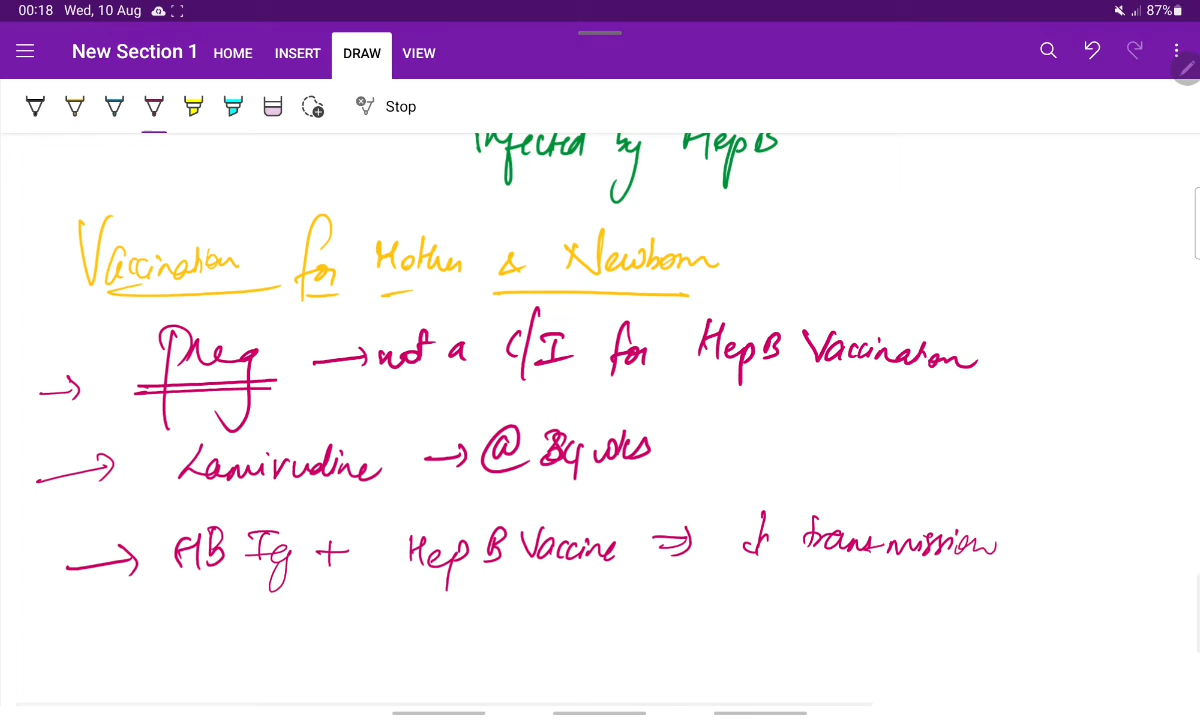 00:18 Wed, 10 Aug 87%
New Section 1 HOME INSERT DRAW VIEW
Stop
Infected by Hep B
Vaccination for Mother & Newborn
→ Preg → not a C/I for Hep B Vaccination
→ Lamivudine → @ 34 wks
→ HB Ig + Hep B Vaccine ⇒ ↓ transmission